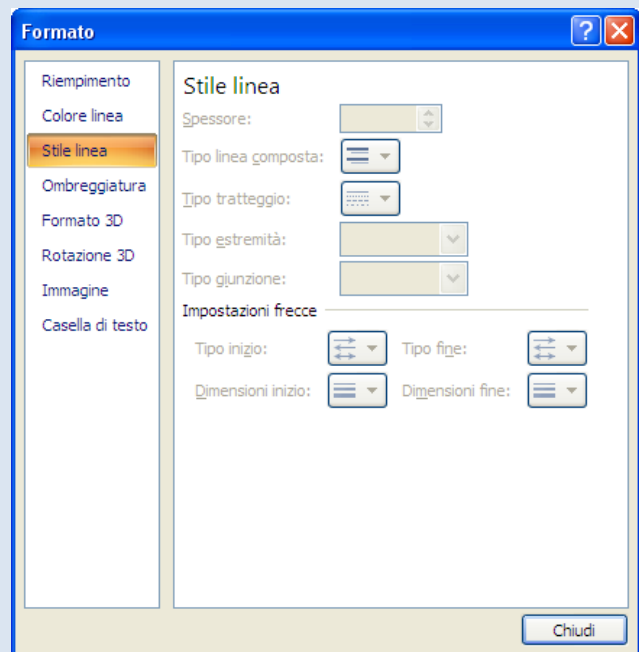 Formato
Riempimento
Colore linea
Stile linea
Ombreggiatura
Formato 3D
Rotazione 3D
Immagine
Casella di testo
Stile linea
Spessore:
Tipo linea composta:
Tipo tratteggio:
Tipo estremità:
Tipo giunzione:
Impostazioni frecce
Tipo inizio: Tipo fine:
Dimensioni inizio: Dimensioni fine:
Chiudi